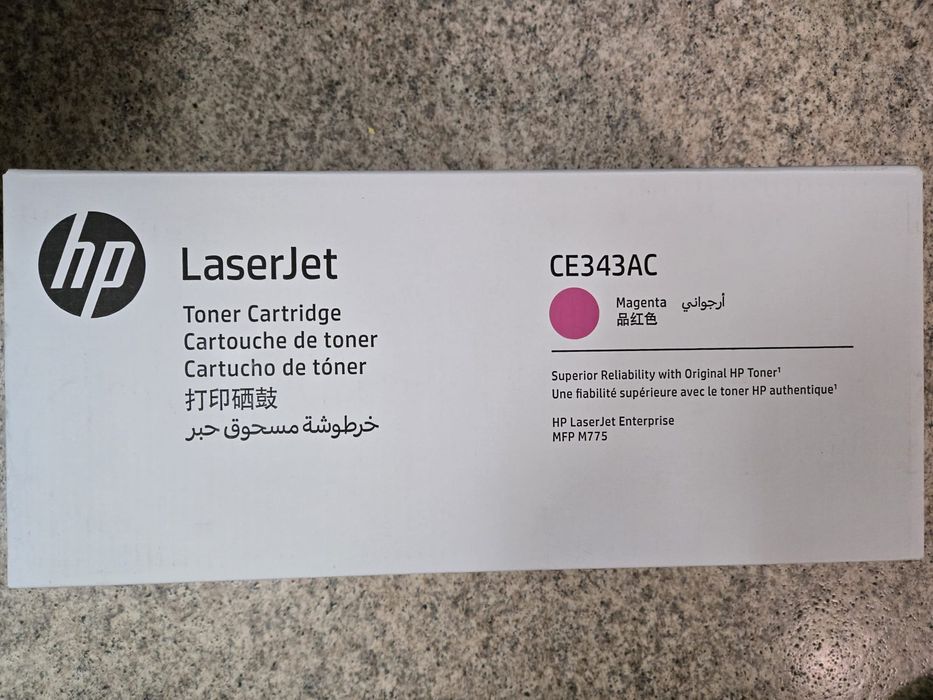 hp
LaserJet
Toner Cartridge
Cartouche de toner
Cartucho de tóner
打印硒鼓
خرطوشة مسحوق حبر
CE343AC
Magenta أرجواني
品红色
Superior Reliability with Original HP Toner¹
Une fiabilité supérieure avec le toner HP authentique¹
HP LaserJet Enterprise
MFP M775